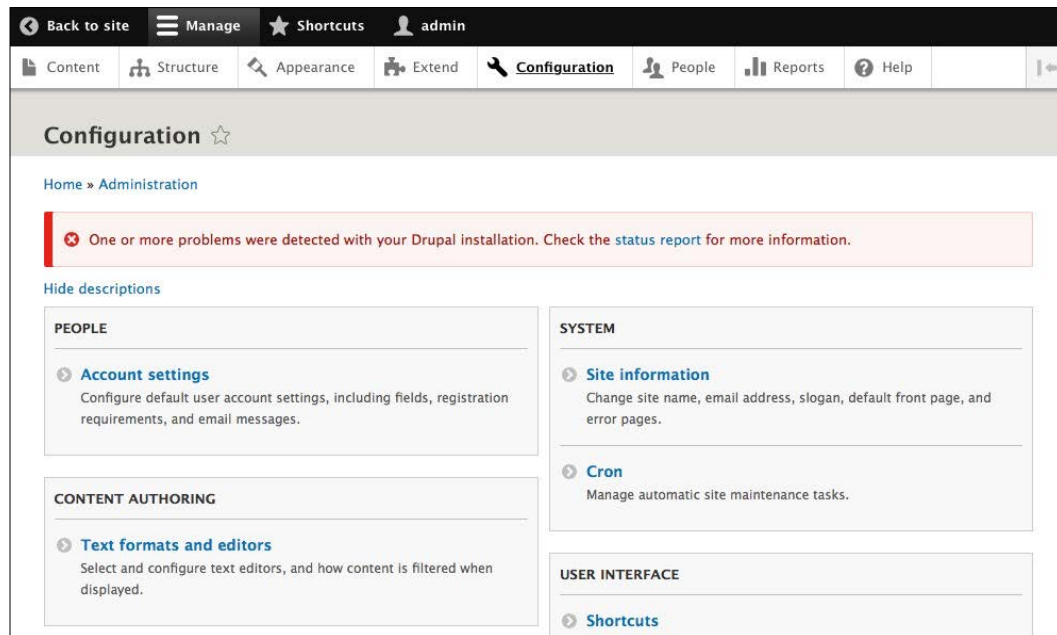 Back to site Manage Shortcuts admin
Content Structure Appearance Extend Configuration People Reports Help
Configuration
Home » Administration
One or more problems were detected with your Drupal installation. Check the status report for more information.
Hide descriptions
PEOPLE
Account settings
Configure default user account settings, including fields, registration
requirements, and email messages.
CONTENT AUTHORING
Text formats and editors
Select and configure text editors, and how content is filtered when
displayed.
SYSTEM
Site information
Change site name, email address, slogan, default front page, and
error pages.
Cron
Manage automatic site maintenance tasks.
USER INTERFACE
Shortcuts